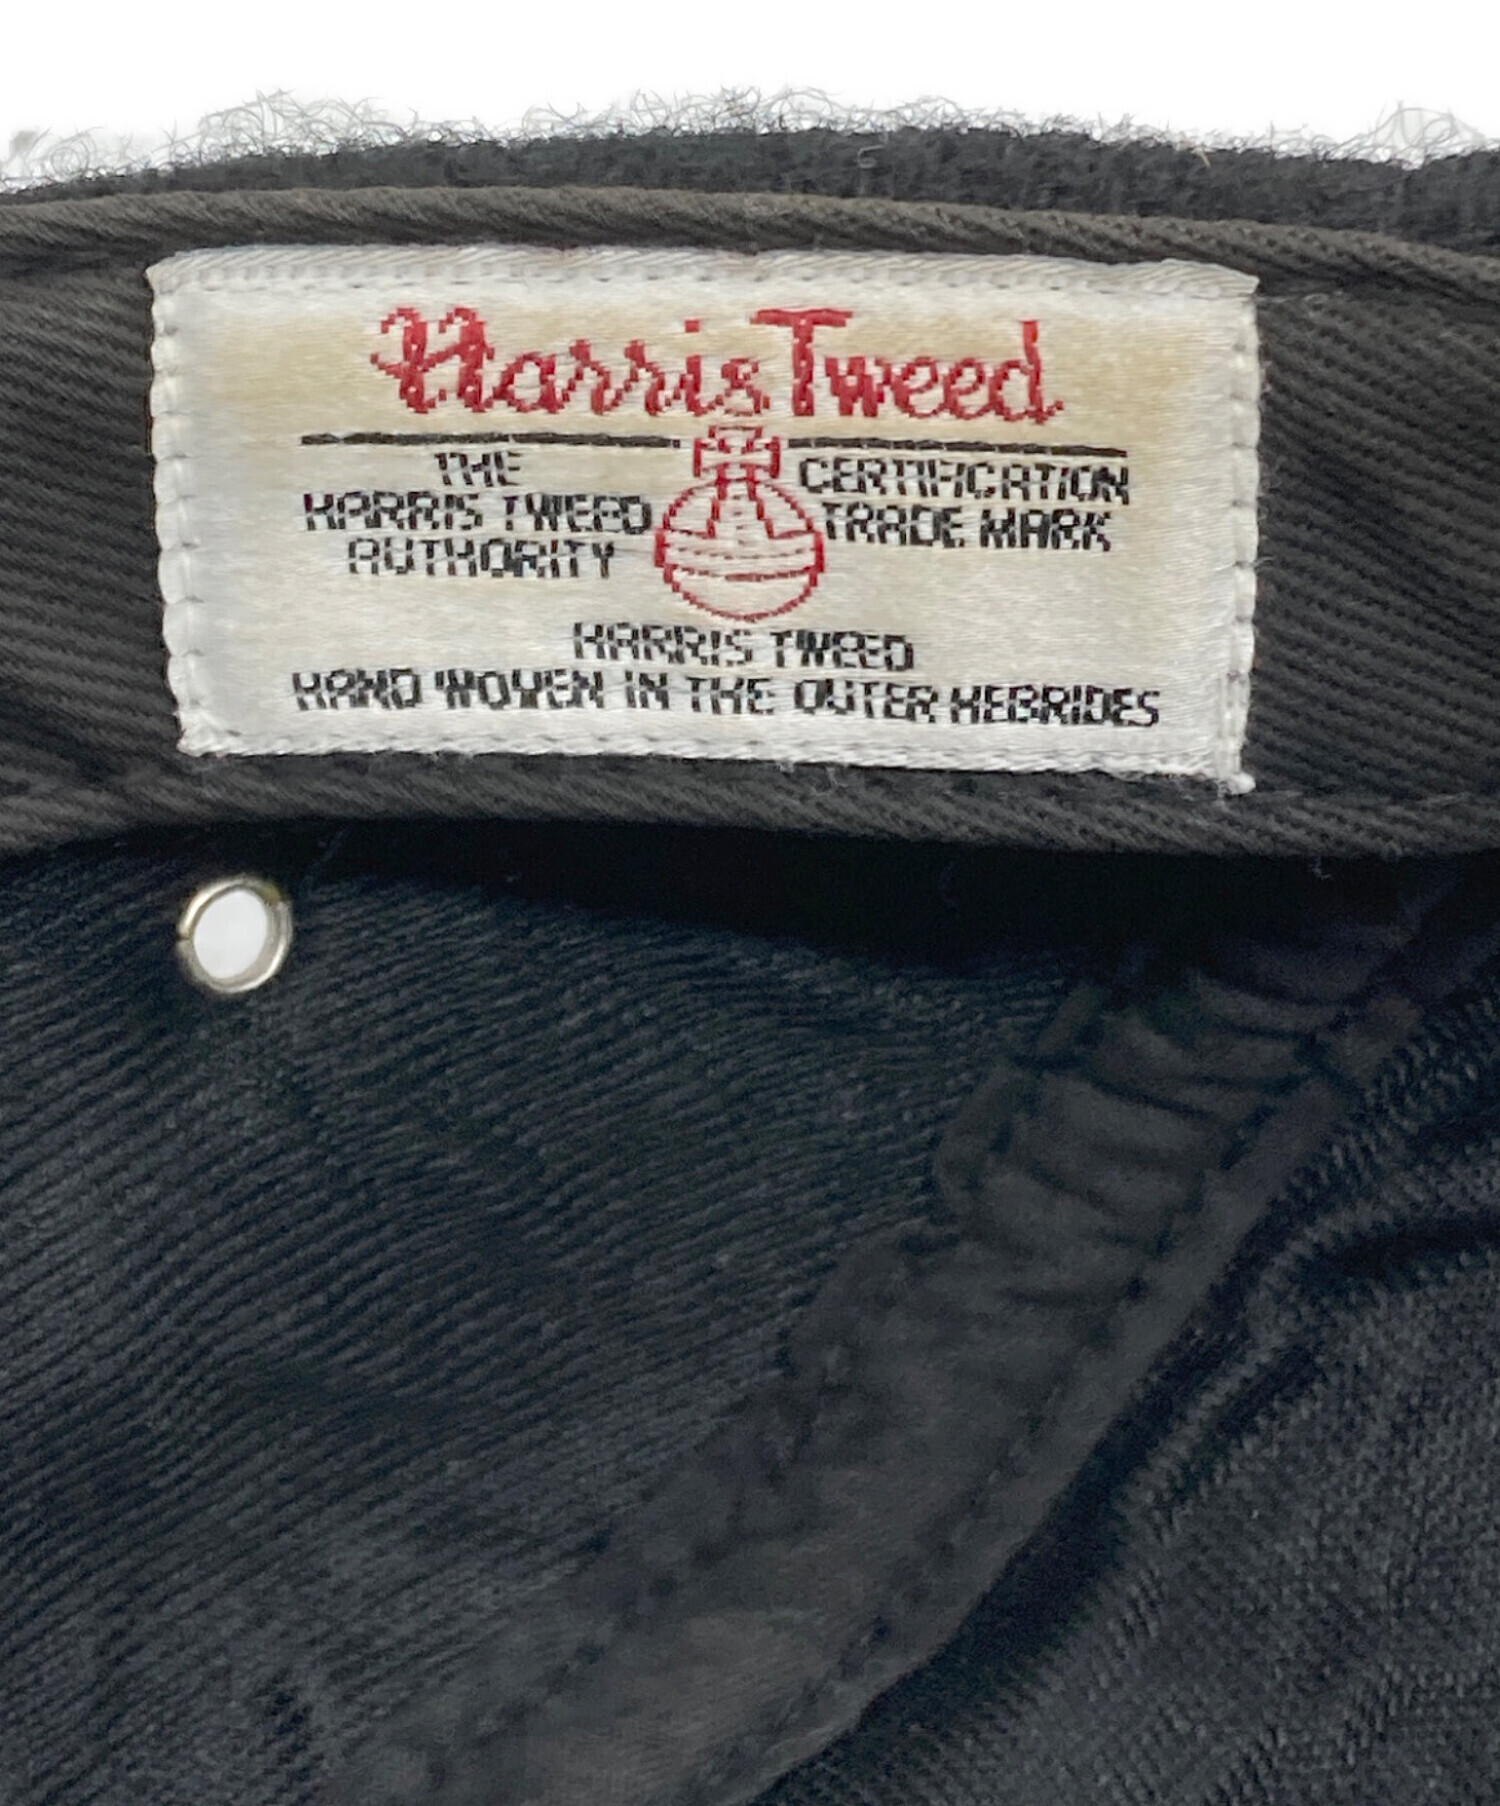 Harris Tweed
THE
HARRIS TWEED
AUTHORITY
CERTIFICATION
TRADE MARK
HARRIS TWEED
HAND WOVEN IN THE OUTER HEBRIDES